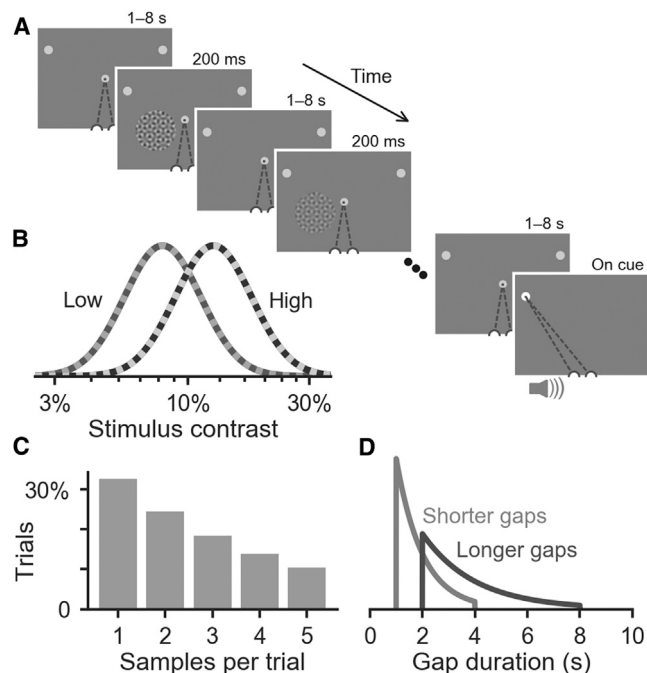 A
1–8 s
200 ms
1–8 s
200 ms
Time
1–8 s
On cue
B
Low
High
3%
10%
30%
Stimulus contrast
C
30%
Trials
0
1
2
3
4
5
Samples per trial
D
Shorter gaps
Longer gaps
0
2
4
6
8
10
Gap duration (s)